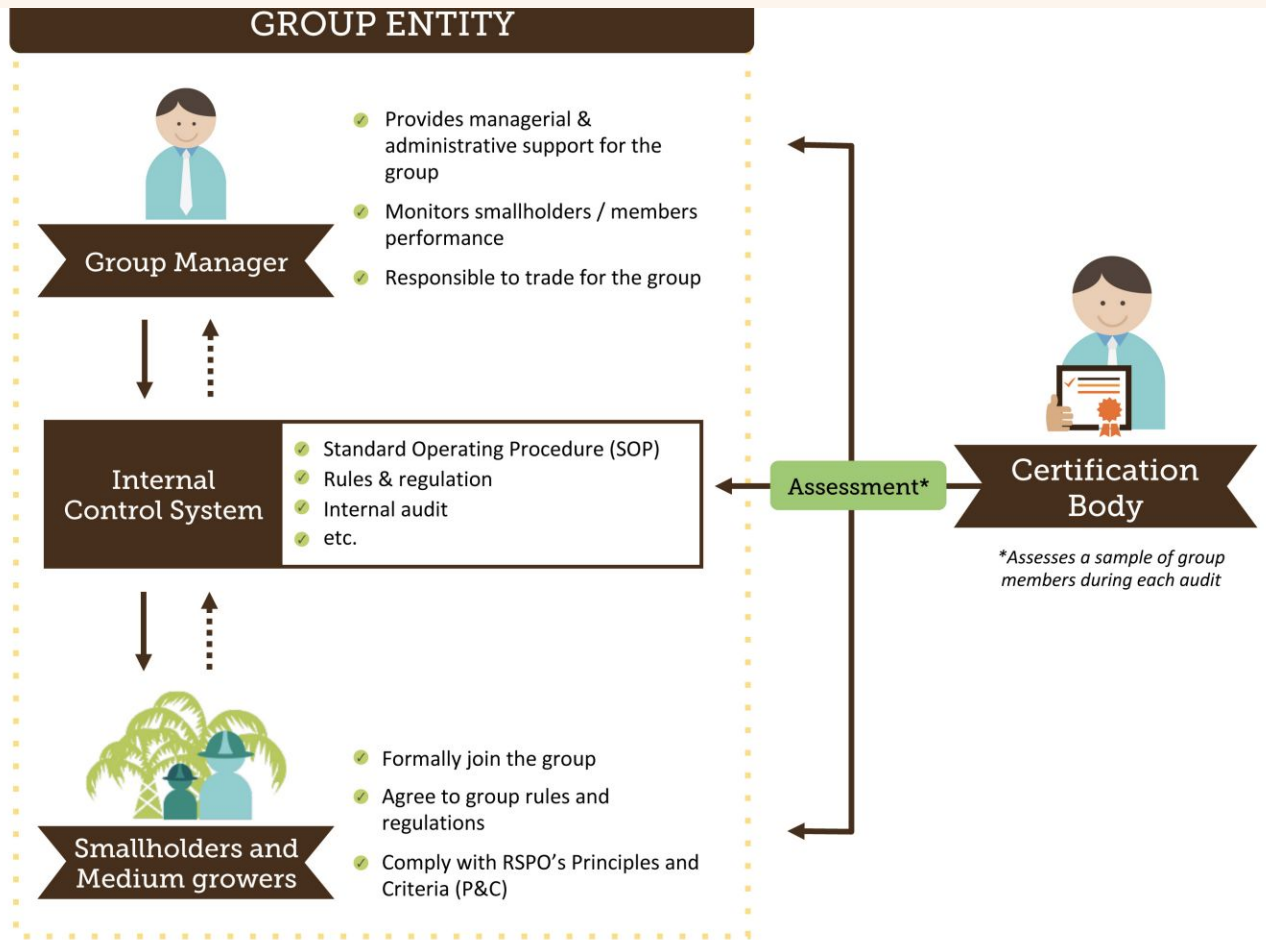 GROUP ENTITY
Provides managerial &
administrative support for the
group
Monitors smallholders / members
performance
Responsible to trade for the group
Group Manager
Internal
Control System
Standard Operating Procedure (SOP)
Rules & regulation
Internal audit
etc.
Assessment*
Certification
Body
*Assesses a sample of group
members during each audit
Smallholders and
Medium growers
Formally join the group
Agree to group rules and
regulations
Comply with RSPO’s Principles and
Criteria (P&C)